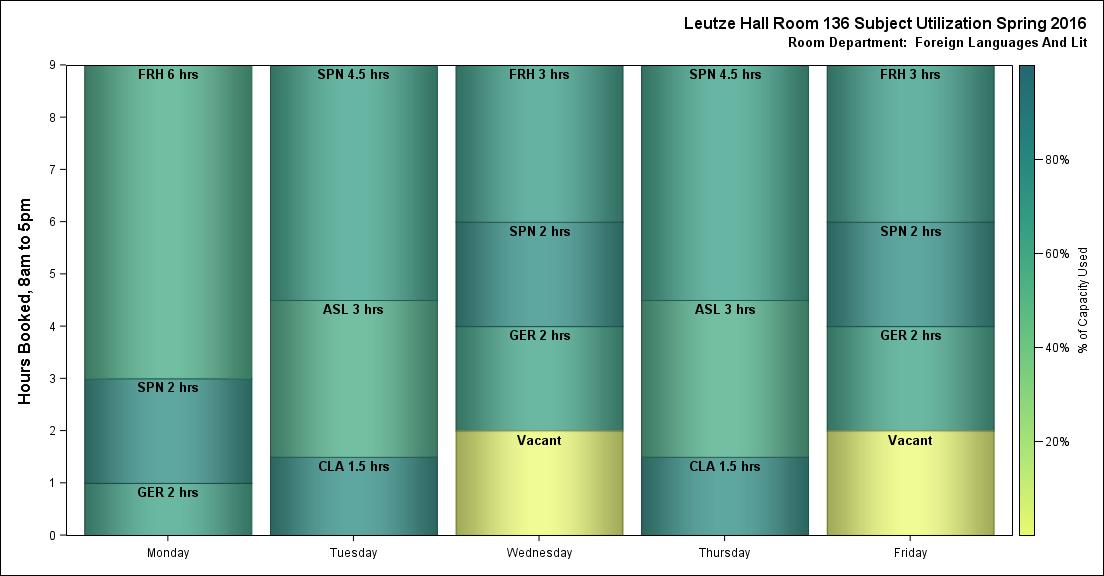 Leutze Hall Room 136 Subject Utilization Spring 2016
Room Department:  Foreign Languages And Lit
Hours Booked, 8am to 5pm
9
8
7
6
5
4
3
2
1
0
FRH 6 hrs
SPN 2 hrs
GER 2 hrs
SPN 4.5 hrs
ASL 3 hrs
CLA 1.5 hrs
FRH 3 hrs
SPN 2 hrs
GER 2 hrs
Vacant
SPN 4.5 hrs
ASL 3 hrs
CLA 1.5 hrs
FRH 3 hrs
SPN 2 hrs
GER 2 hrs
Vacant
Monday
Tuesday
Wednesday
Thursday
Friday
80%
60%
40%
20%
% of Capacity Used